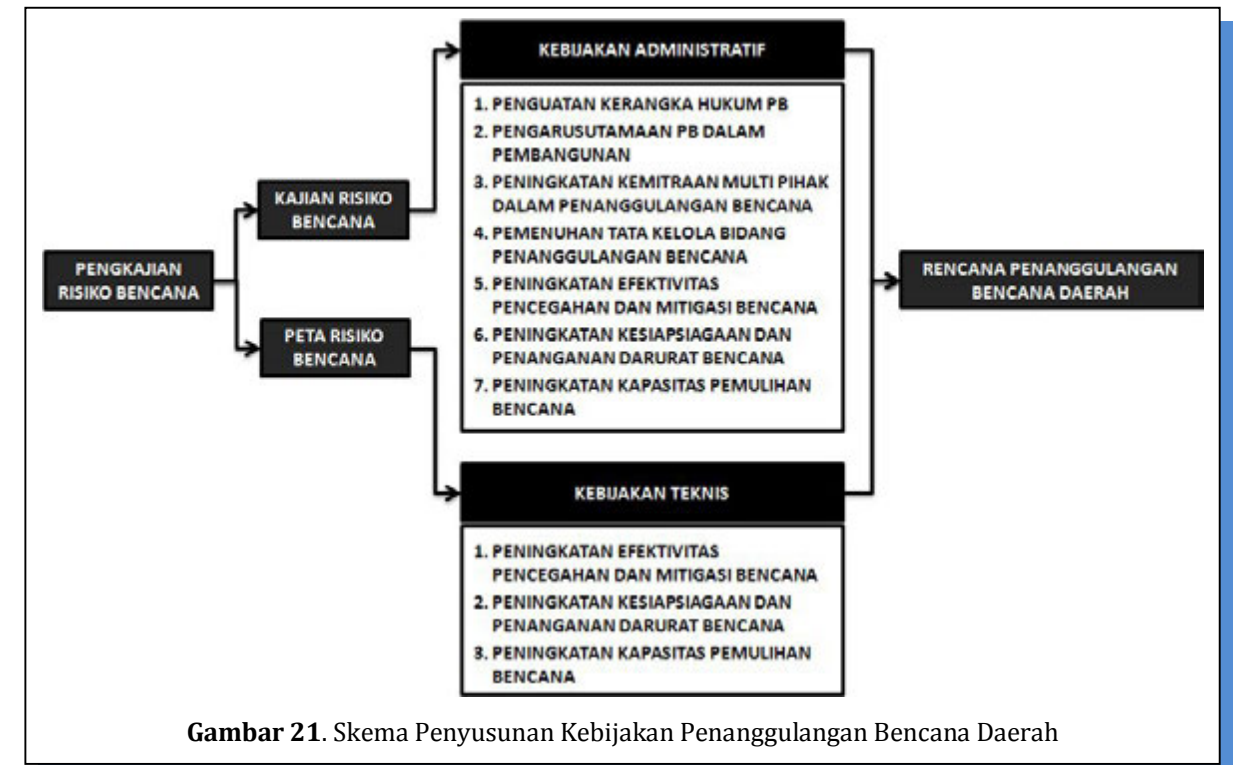 PENGKAJIAN
RISIKO BENCANA
KAJIAN RISIKO
BENCANA
PETA RISIKO
BENCANA
KEBIJAKAN ADMINISTRATIF
1. PENGUATAN KERANGKA HUKUM PB
2. PENGARUSUTAMAAN PB DALAM
PEMBANGUNAN
3. PENINGKATAN KEMITRAAN MULTI PIHAK
DALAM PENANGGULANGAN BENCANA
4. PEMENUHAN TATA KELOLA BIDANG
PENANGGULANGAN BENCANA
5. PENINGKATAN EFEKTIVITAS
PENCEGAHAN DAN MITIGASI BENCANA
6. PENINGKATAN KESIAPSIAGAAN DAN
PENANGANAN DARURAT BENCANA
7. PENINGKATAN KAPASITAS PEMULIHAN
BENCANA
KEBIJAKAN TEKNIS
1. PENINGKATAN EFEKTIVITAS
PENCEGAHAN DAN MITIGASI BENCANA
2. PENINGKATAN KESIAPSIAGAAN DAN
PENANGANAN DARURAT BENCANA
3. PENINGKATAN KAPASITAS PEMULIHAN
BENCANA
RENCANA PENANGGULANGAN
BENCANA DAERAH
Gambar 21. Skema Penyusunan Kebijakan Penanggulangan Bencana Daerah